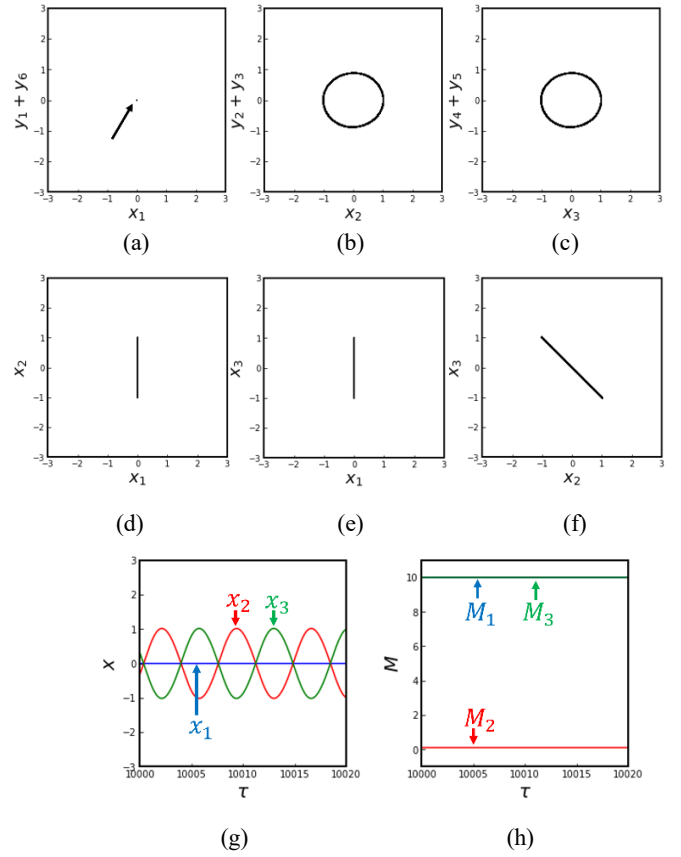 3
2
1
0
−1
−2
−3
−3 −2 −1 0 1 2 3
y₁ + y₆
x₁
(a)
3
2
1
0
−1
−2
−3
−3 −2 −1 0 1 2 3
y₂ + y₃
x₂
(b)
3
2
1
0
−1
−2
−3
−3 −2 −1 0 1 2 3
y₄ + y₅
x₃
(c)
3
2
1
0
−1
−2
−3
−3 −2 −1 0 1 2 3
x₂
x₁
(d)
3
2
1
0
−1
−2
−3
−3 −2 −1 0 1 2 3
x₃
x₁
(e)
3
2
1
0
−1
−2
−3
−3 −2 −1 0 1 2 3
x₃
x₂
(f)
3
2
1
0
−1
−2
−3
10000 10005 10010 10015 10020
x
x₂ x₃
x₁
τ
(g)
10
8
6
4
2
0
10000 10005 10010 10015 10020
M
M₁ M₃
M₂
τ
(h)